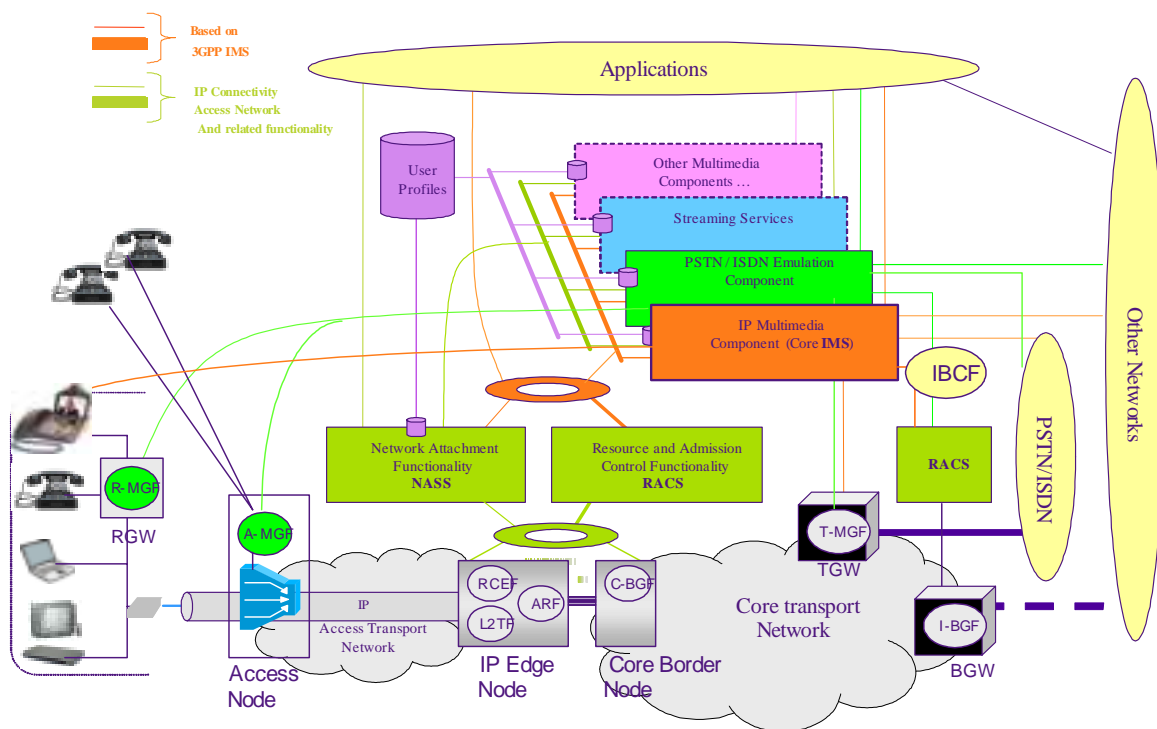 Based on
3GPP IMS
IP Connectivity
Access Network
And related functionality
Applications
User
Profiles
Other Multimedia
Components …
Streaming Services
PSTN / ISDN Emulation
Component
IP Multimedia
Component (Core IMS)
IBCF
Other Networks
PSTN/ISDN
Network Attachment
Functionality
NASS
Resource and Admission
Control Functionality
RACS
RACS
R-MGF
RGW
A-MGF
T-MGF
TGW
RCEF
ARF
L2TF
C-BGF
IP
Access Transport
Network
Core transport
Network
I-BGF
BGW
Access
Node
IP Edge
Node
Core Border
Node